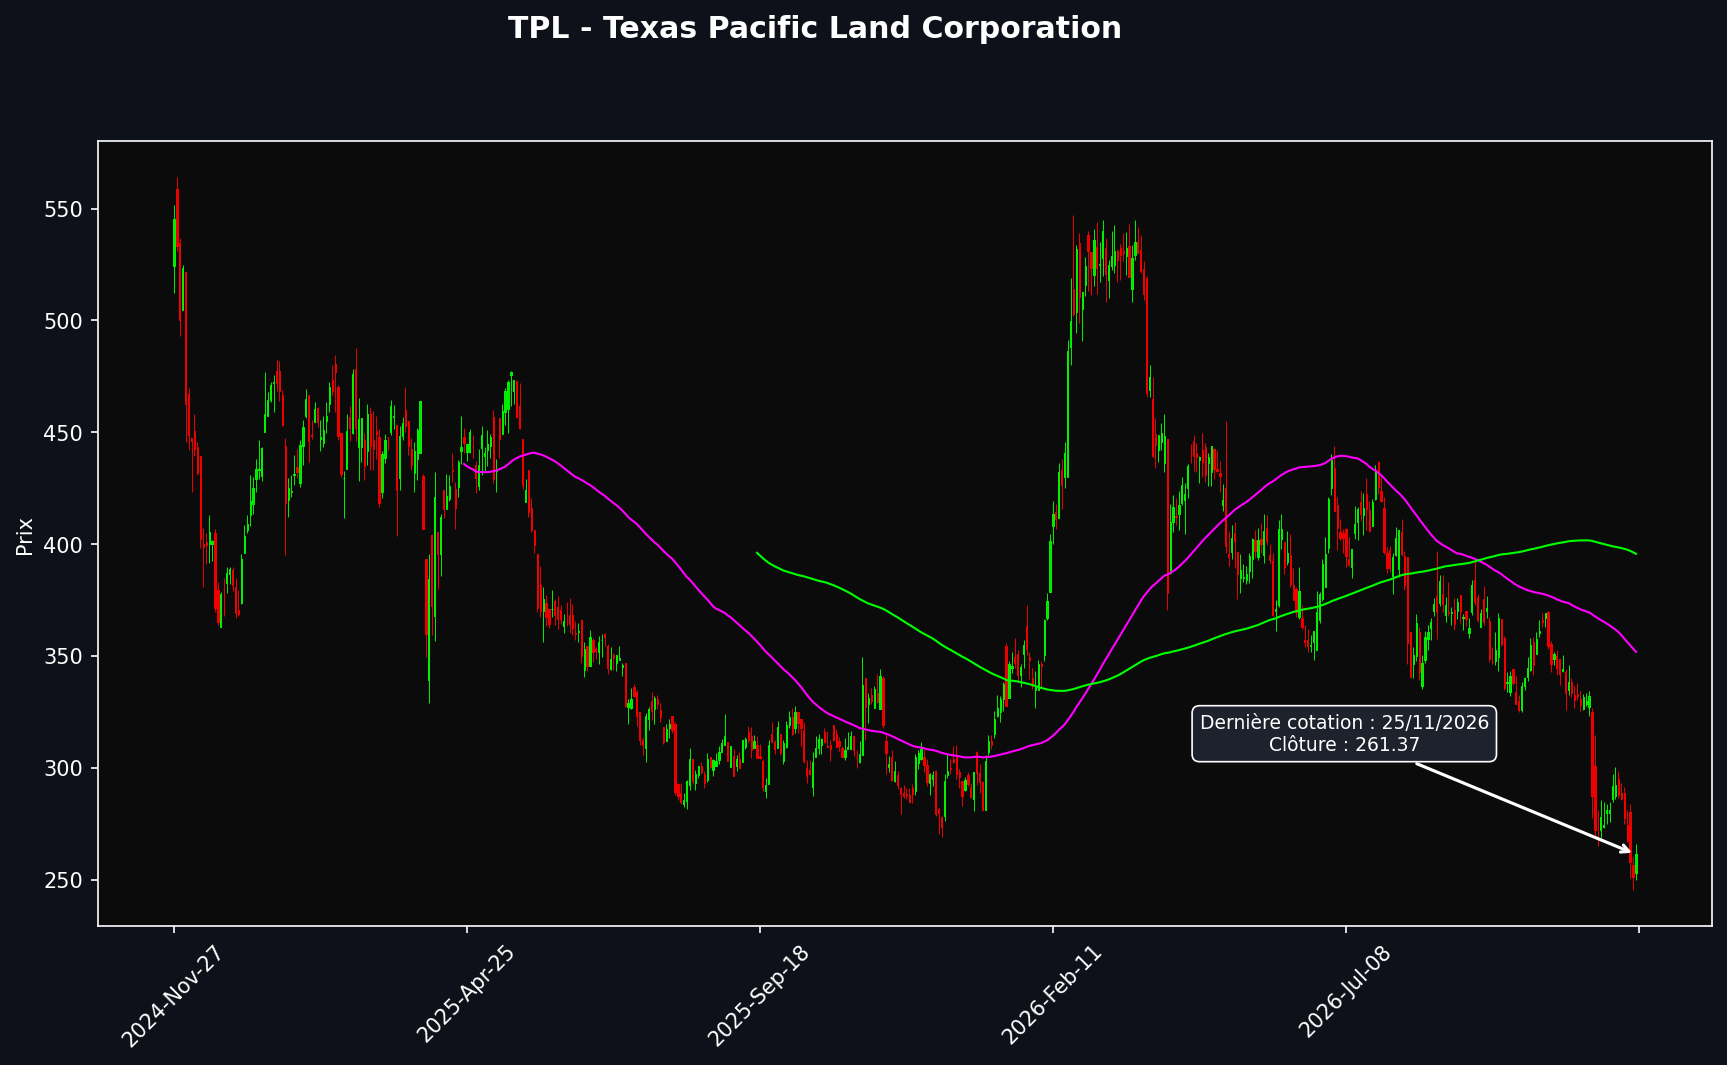 TPL - Texas Pacific Land Corporation
Prix
550
500
450
400
350
300
250
Dernière cotation : 25/11/2026
Clôture : 261.37
2024-Nov-27
2025-Apr-25
2025-Sep-18
2026-Feb-11
2026-Jul-08